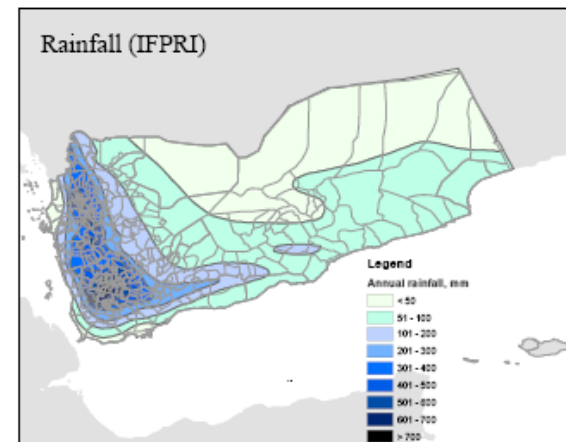 Rainfall (IFPRI)
Legend
Annual rainfall, mm
< 50
51 - 100
101 - 200
201 - 300
301 - 400
401 - 500
501 - 600
601 - 700
> 700